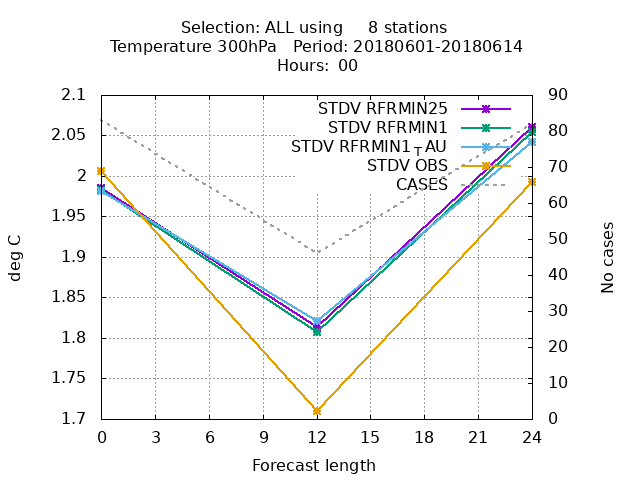 Selection: ALL using     8 stations
Temperature 300hPa   Period: 20180601-20180614
Hours: 00
2.1
2.05
2
1.95
1.9
1.85
1.8
1.75
1.7
deg C
STDV RFRMIN25
STDV RFRMIN1
STDV RFRMIN1TAU
STDV OBS
CASES
90
80
70
60
50
40
30
20
10
0
No cases
0 3 6 9 12 15 18 21 24
Forecast length